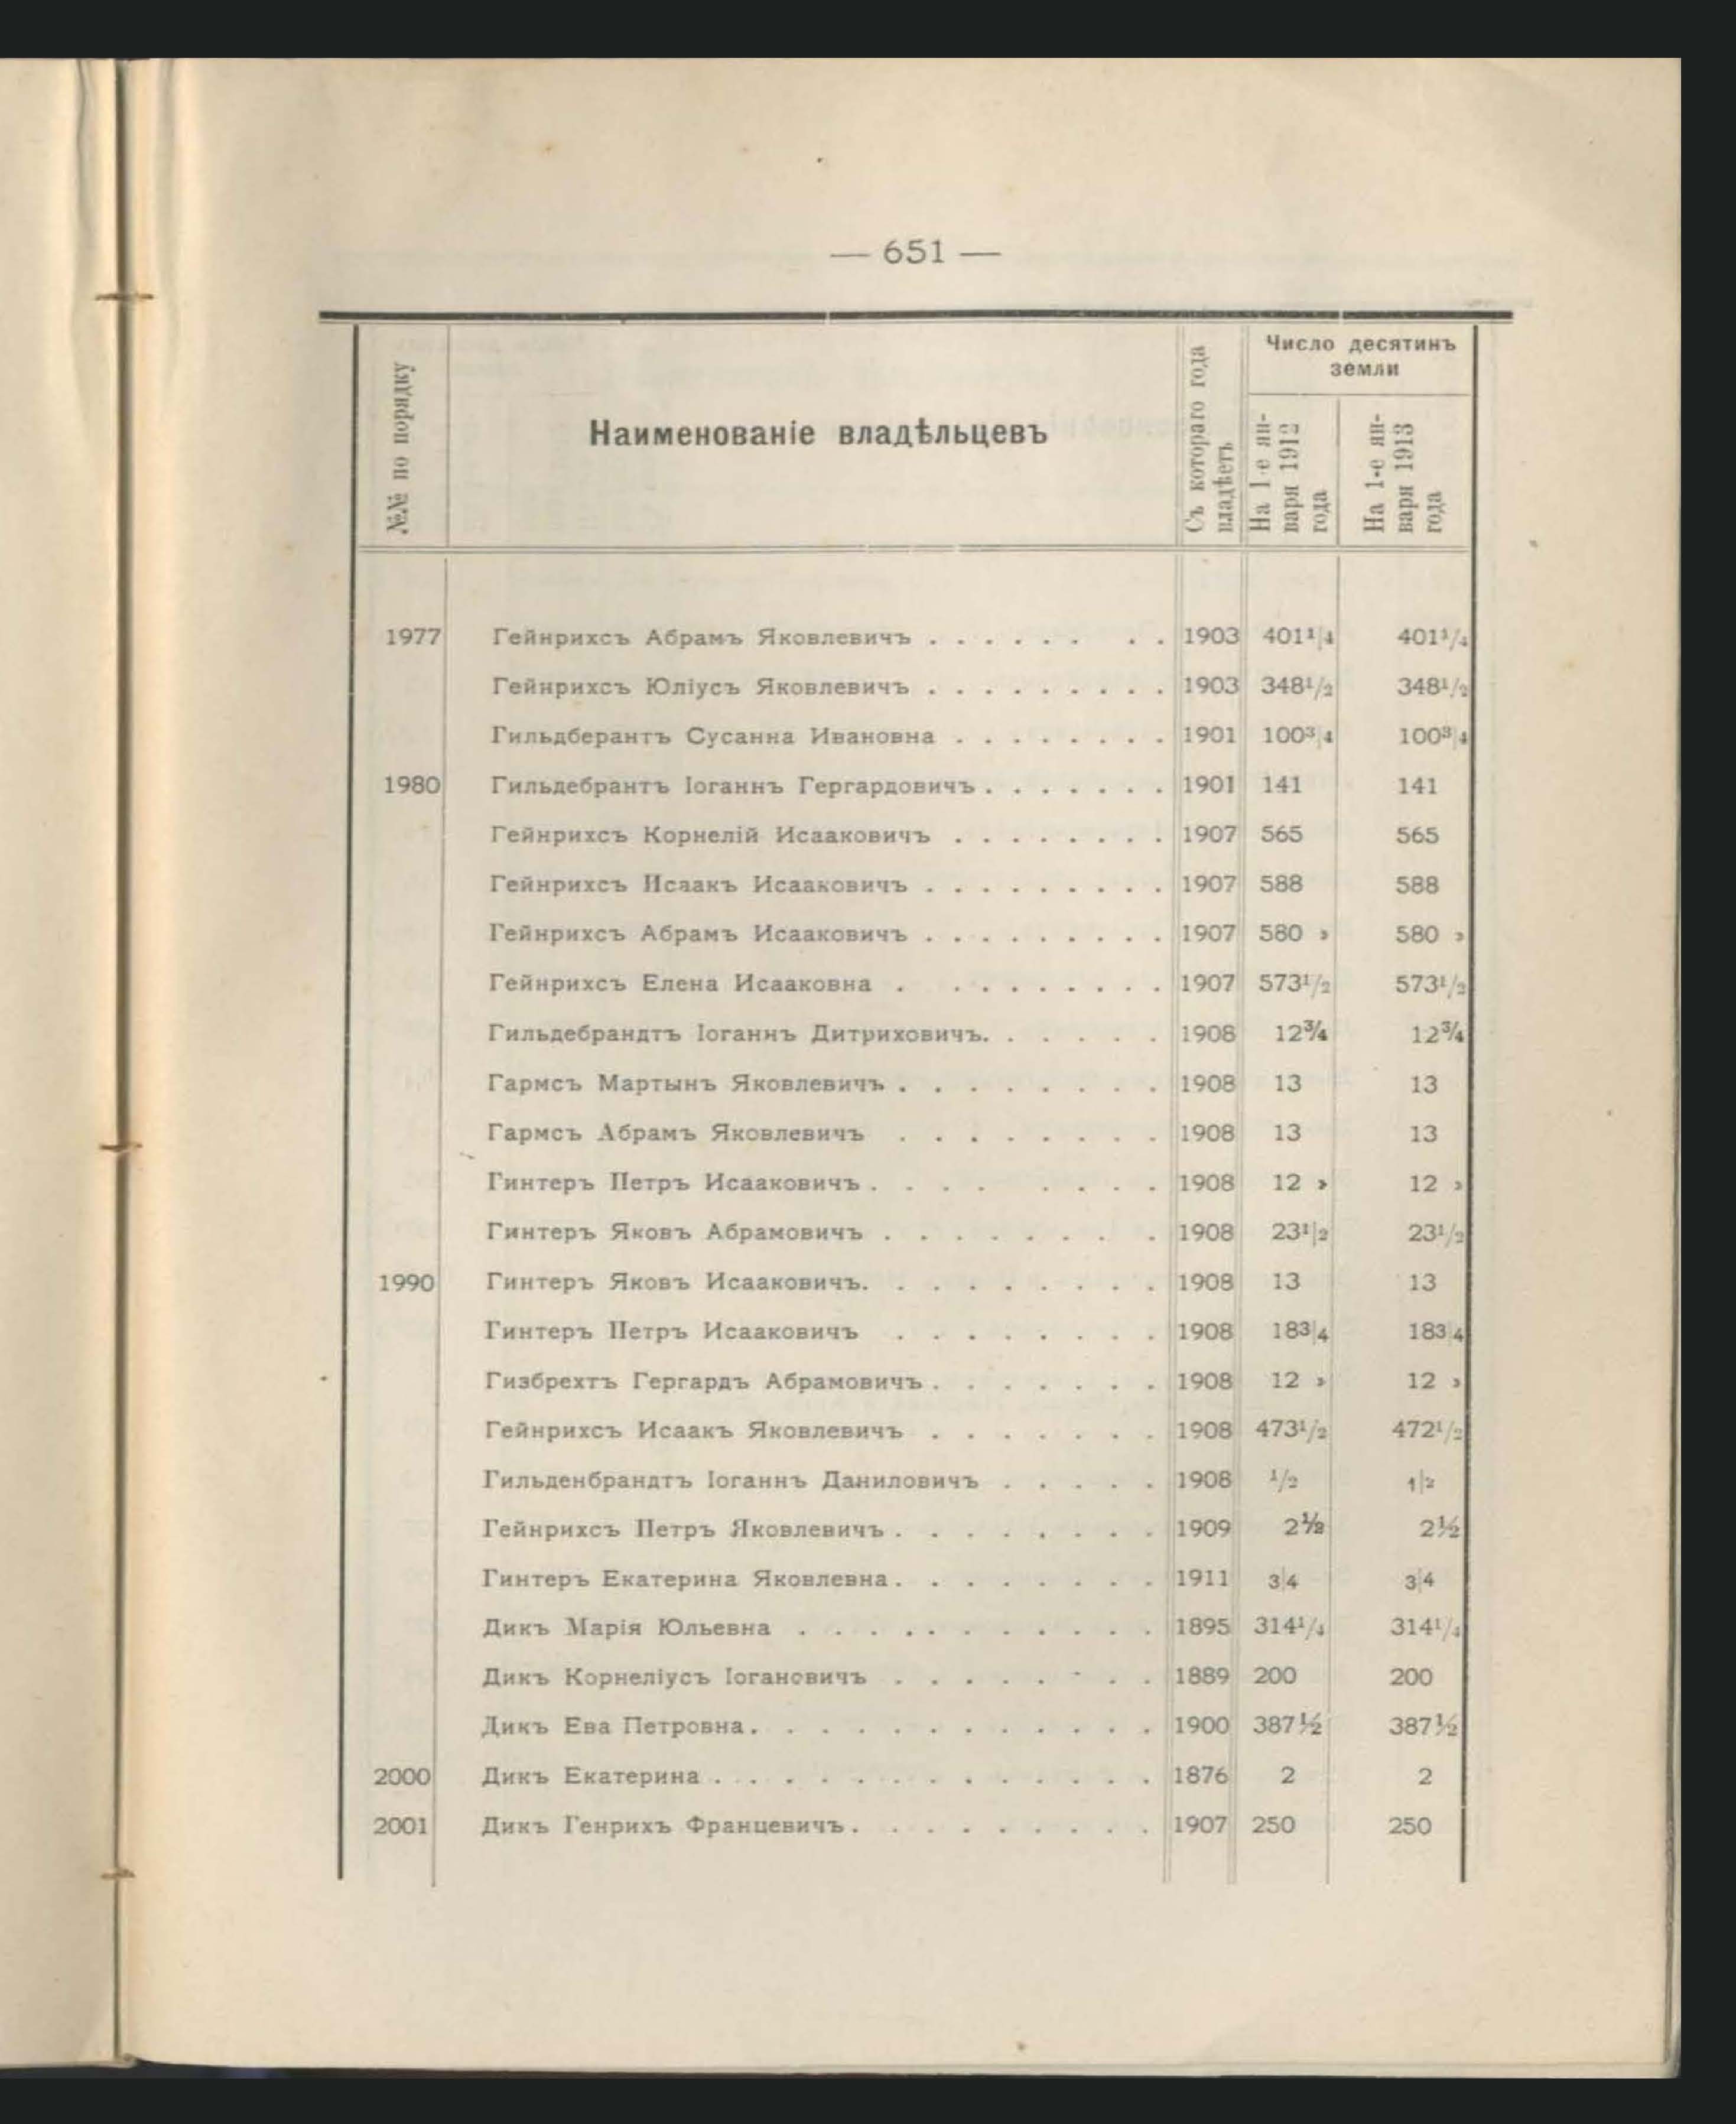 — 651 —
№№ по порядку
Наименованіе владѣльцевъ
Съ котораго года владѣетъ
Число десятинъ земли
На 1-е января 1912 года
На 1-е января 1913 года
1977 Гейнрихсъ Абрамъ Яковлевичъ . . . . . . . . 1903 401¹/₄ 401¹/₄
Гейнрихсъ Юліусъ Яковлевичъ . . . . . . . . . 1903 348¹/₂ 348¹/₂
Гильдберантъ Сусанна Ивановна . . . . . . . . 1901 100³/₄ 100³/₄
1980 Гильдебрантъ Іоганнъ Гергардовичъ . . . . . . . 1901 141 141
Гейнрихсъ Корнелій Исааковичъ . . . . . . . . 1907 565 565
Гейнрихсъ Исаакъ Исааковичъ . . . . . . . . . 1907 588 588
Гейнрихсъ Абрамъ Исааковичъ . . . . . . . . . 1907 580 » 580 »
Гейнрихсъ Елена Исааковна . . . . . . . . . 1907 573¹/₂ 573¹/₂
Гильдебрандтъ Іоганнъ Дитриховичъ. . . . . . 1908 12¾ 12¾
Гармсъ Мартынъ Яковлевичъ . . . . . . . . 1908 13 13
Гармсъ Абрамъ Яковлевичъ . . . . . . . . 1908 13 13
Гинтеръ Петръ Исааковичъ . . . . . . . . 1908 12 » 12 »
Гинтеръ Яковъ Абрамовичъ . . . . . . . . 1908 23¹/₂ 23¹/₂
1990 Гинтеръ Яковъ Исааковичъ. . . . . . . . . 1908 13 13
Гинтеръ Петръ Исааковичъ . . . . . . . . 1908 183/4 183/4
Гизбрехтъ Гергардъ Абрамовичъ . . . . . . . 1908 12 » 12 »
Гейнрихсъ Исаакъ Яковлевичъ . . . . . . . 1908 473¹/₂ 472¹/₂
Гильденбрандтъ Іоганнъ Даниловичъ . . . . . 1908 ¹/₂ 1/2
Гейнрихсъ Петръ Яковлевичъ . . . . . . . . 1909 2½ 2½
Гинтеръ Екатерина Яковлевна . . . . . . . . 1911 3/4 3/4
Дикъ Марія Юльевна . . . . . . . . . . . 1895 314¹/₄ 314¹/₄
Дикъ Корнеліусъ Іогановичъ . . . . . . . . 1889 200 200
Дикъ Ева Петровна. . . . . . . . . . . . 1900 387½ 387½
2000 Дикъ Екатерина . . . . . . . . . . . . . 1876 2 2
2001 Дикъ Генрихъ Францевичъ . . . . . . . . . 1907 250 250